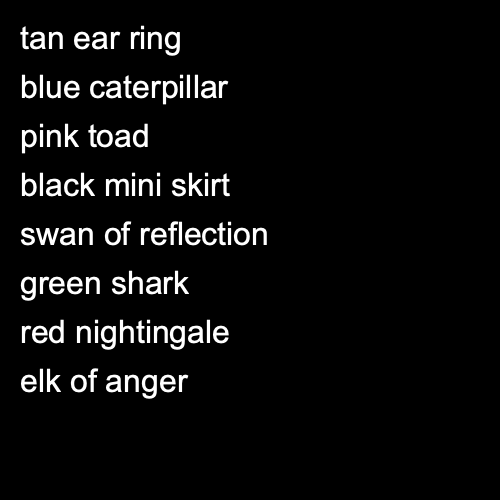 tan ear ring
blue caterpillar
pink toad
black mini skirt
swan of reflection
green shark
red nightingale
elk of anger